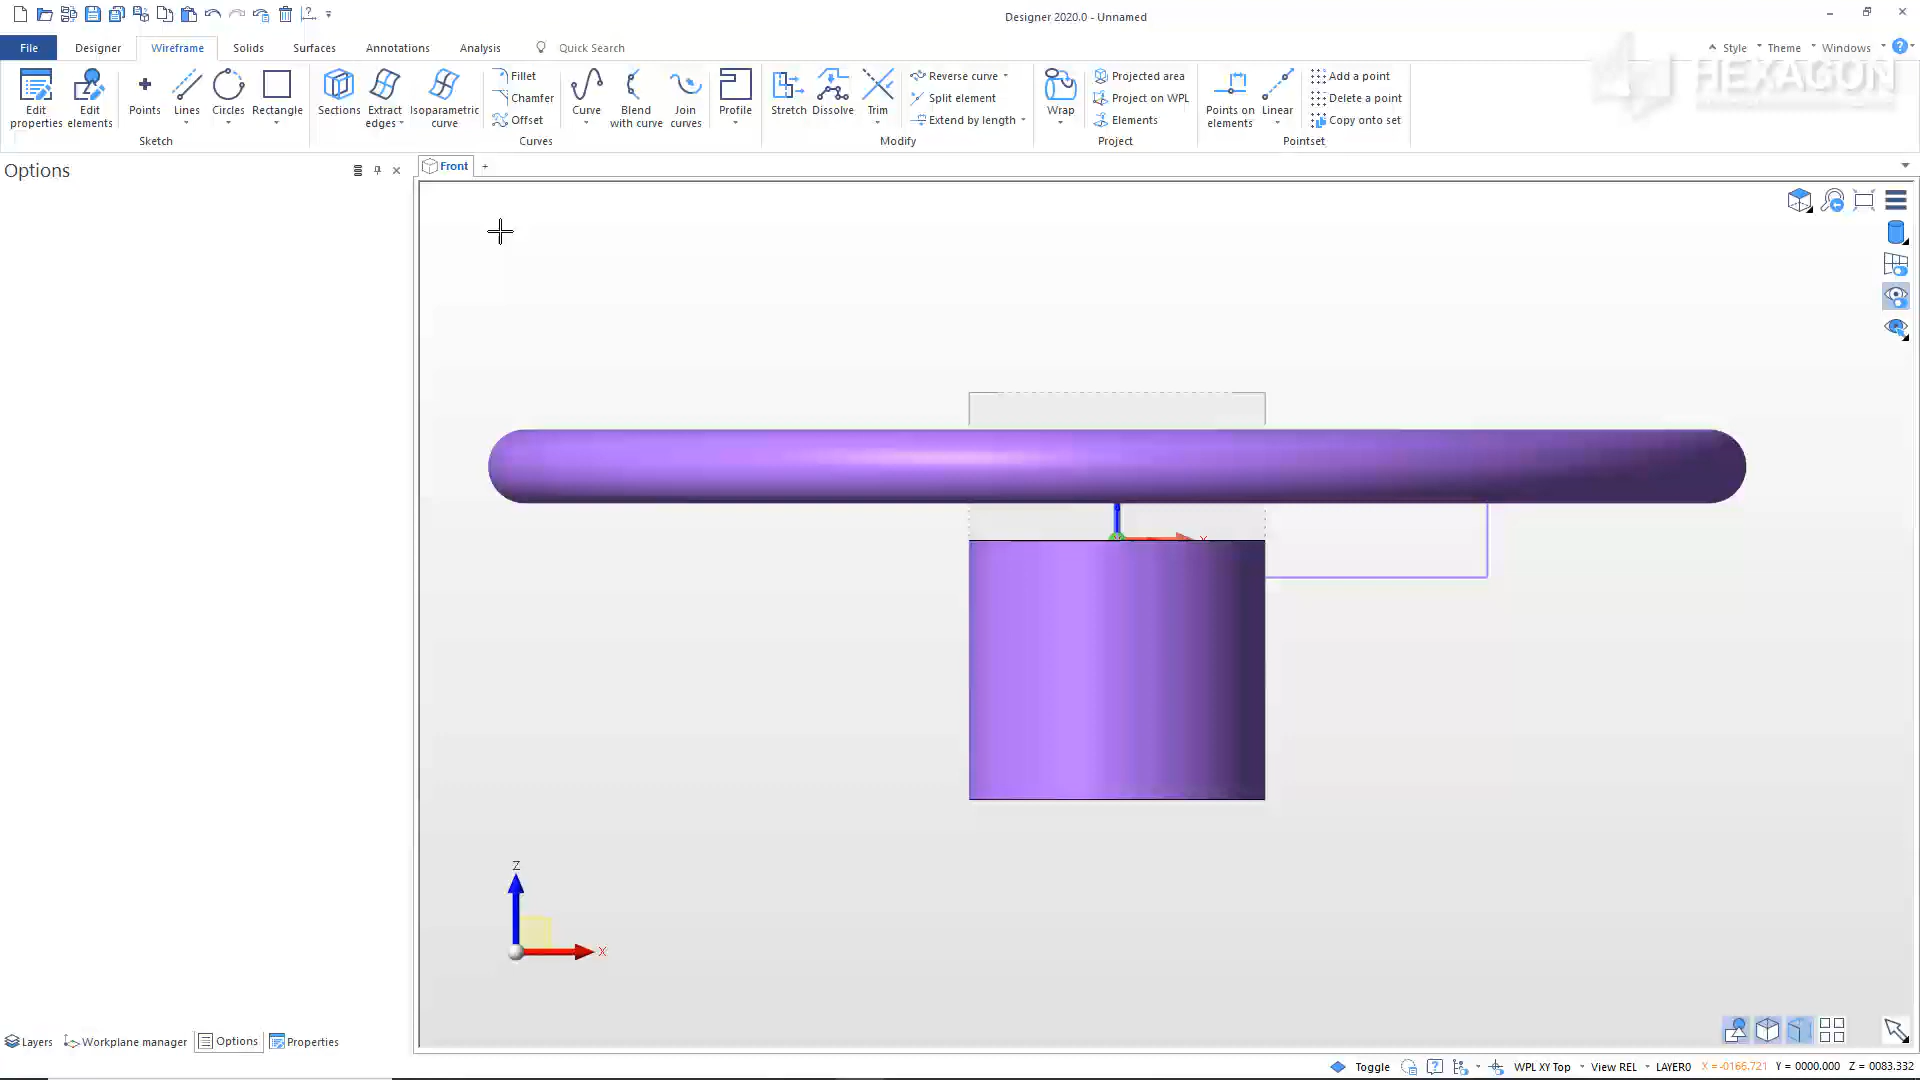 Designer 2020.0 - Unnamed
File Designer Wireframe Solids Surfaces Annotations Analysis Quick Search Style Theme Windows
HEXAGON
Edit properties
Edit elements
Points
Lines
Circles
Rectangle
Sketch
Sections
Extract edges
Isoparametric curve
Fillet
Chamfer
Offset
Curve
Blend with curve
Join curves
Profile
Curves
Stretch
Dissolve
Trim
Reverse curve
Split element
Extend by length
Modify
Wrap
Projected area
Project on WPL
Elements
Project
Points on elements
Linear
Add a point
Delete a point
Copy onto set
Pointset
Options
Front +
X
Z
X
Layers Workplane manager Options Properties
Toggle WPL XY Top View REL LAYER0 X = -0166.721 Y = 0000.000 Z = 0083.332